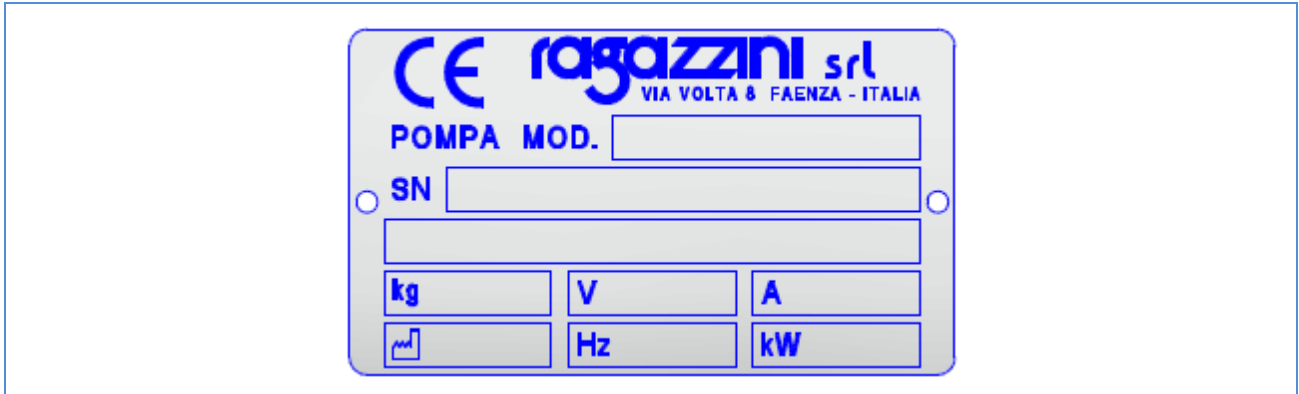 CE ragazzini srl
VIA VOLTA 8 FAENZA - ITALIA
POMPA MOD.
SN
kg V A
Hz kW